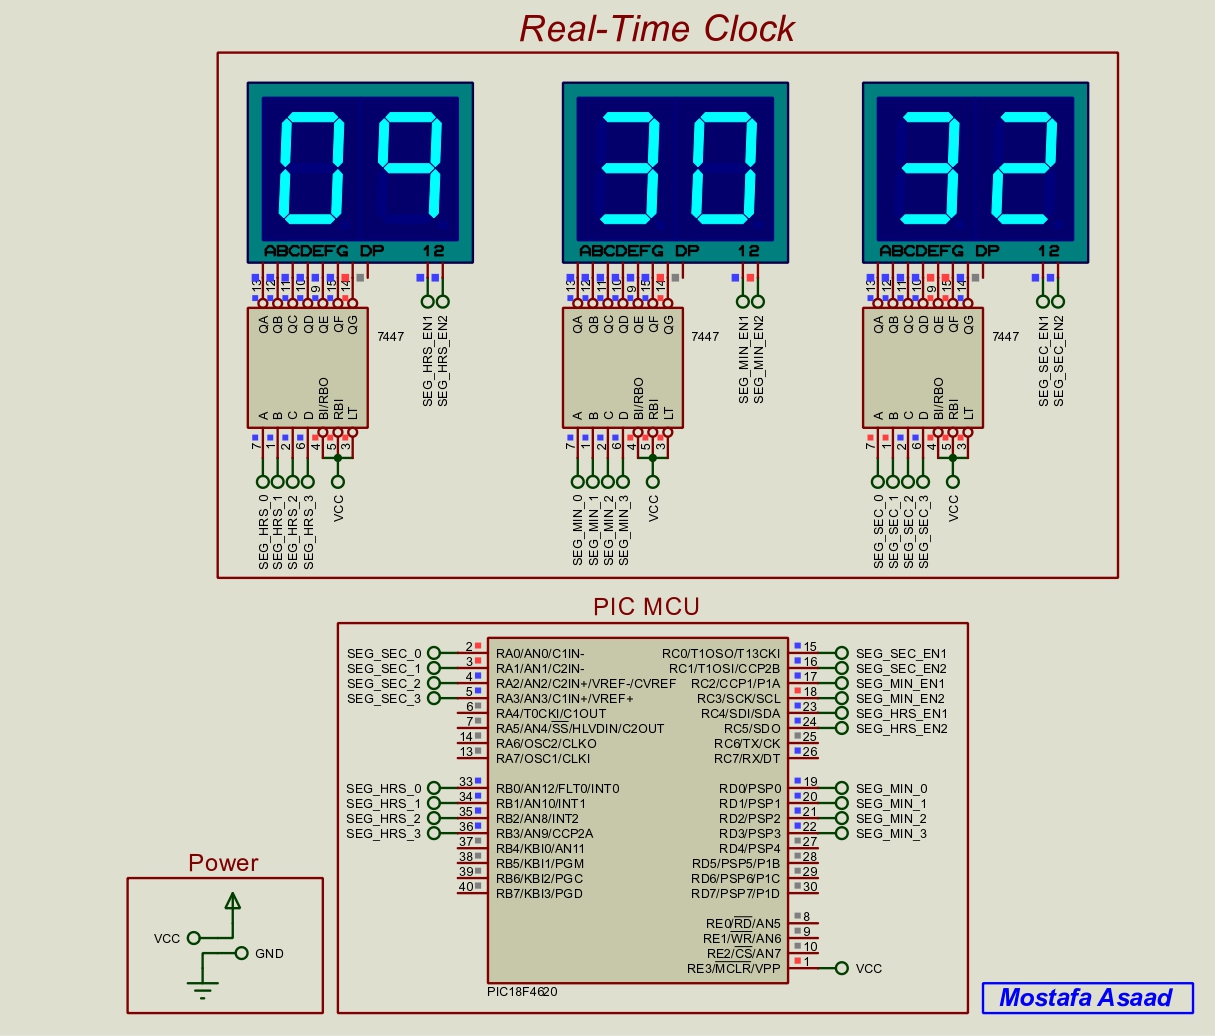 Real-Time Clock
09 30 32
ABCDEFG DP 12 ABCDEFG DP 12 ABCDEFG DP 12
13 12 11 10 9 15 14 13 12 11 10 9 15 14 13 12 11 10 9 15 14
QA QB QC QD QE QF QG QA QB QC QD QE QF QG QA QB QC QD QE QF QG
7447 7447 7447
SEG_HRS_EN1 SEG_HRS_EN2 SEG_MIN_EN1 SEG_MIN_EN2 SEG_SEC_EN1 SEG_SEC_EN2
A B C D BI/RBO RBI LT A B C D BI/RBO RBI LT A B C D BI/RBO RBI LT
7 1 2 6 4 5 3 7 1 2 6 4 5 3 7 1 2 6 4 5 3
SEG_HRS_0 SEG_HRS_1 SEG_HRS_2 SEG_HRS_3 VCC SEG_MIN_0 SEG_MIN_1 SEG_MIN_2 SEG_MIN_3 VCC SEG_SEC_0 SEG_SEC_1 SEG_SEC_2 SEG_SEC_3 VCC
PIC MCU
SEG_SEC_0 2 RA0/AN0/C1IN- RC0/T1OSO/T13CKI 15 SEG_SEC_EN1
SEG_SEC_1 3 RA1/AN1/C2IN- RC1/T1OSI/CCP2B 16 SEG_SEC_EN2
SEG_SEC_2 4 RA2/AN2/C2IN+/VREF-/CVREF RC2/CCP1/P1A 17 SEG_MIN_EN1
SEG_SEC_3 5 RA3/AN3/C1IN+/VREF+ RC3/SCK/SCL 18 SEG_MIN_EN2
6 RA4/T0CKI/C1OUT RC4/SDI/SDA 23 SEG_HRS_EN1
7 RA5/AN4/SS/HLVDIN/C2OUT RC5/SDO 24 SEG_HRS_EN2
14 RA6/OSC2/CLKO RC6/TX/CK 25
13 RA7/OSC1/CLKI RC7/RX/DT 26
SEG_HRS_0 33 RB0/AN12/FLT0/INT0 RD0/PSP0 19 SEG_MIN_0
SEG_HRS_1 34 RB1/AN10/INT1 RD1/PSP1 20 SEG_MIN_1
SEG_HRS_2 35 RB2/AN8/INT2 RD2/PSP2 21 SEG_MIN_2
SEG_HRS_3 36 RB3/AN9/CCP2A RD3/PSP3 22 SEG_MIN_3
37 RB4/KBI0/AN11 RD4/PSP4 27
38 RB5/KBI1/PGM RD5/PSP5/P1B 28
39 RB6/KBI2/PGC RD6/PSP6/P1C 29
40 RB7/KBI3/PGD RD7/PSP7/P1D 30
RE0/RD/AN5 8
RE1/WR/AN6 9
RE2/CS/AN7 10
RE3/MCLR/VPP 1 VCC
PIC18F4620
Power
VCC
GND
Mostafa Asaad